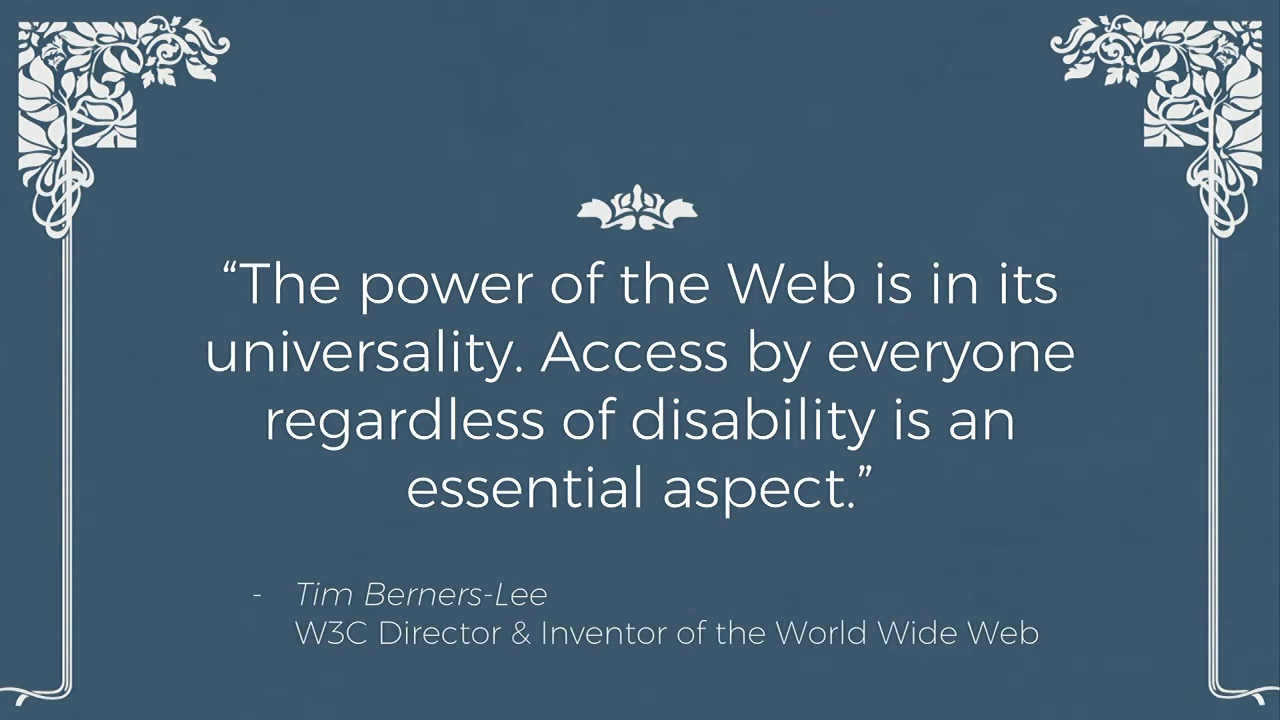 “The power of the Web is in its
universality. Access by everyone
regardless of disability is an
essential aspect.”
- Tim Berners-Lee
W3C Director & Inventor of the World Wide Web